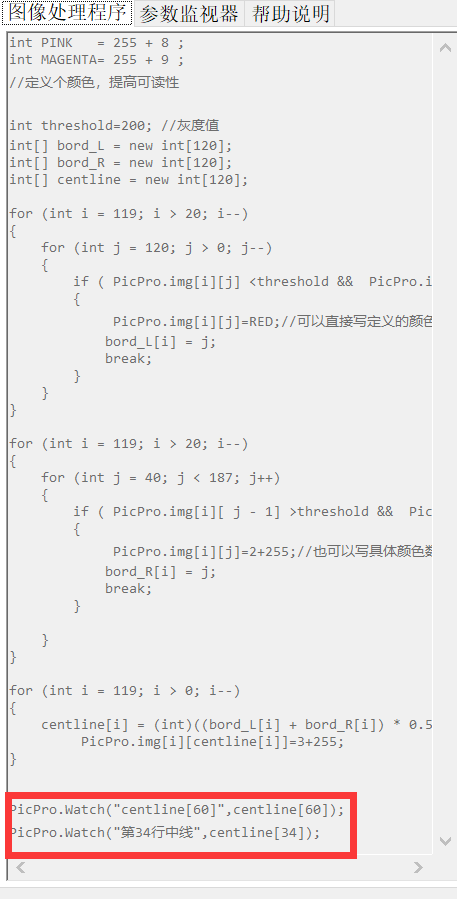 图像处理程序 参数监视器 帮助说明
int PINK   = 255 + 8 ;
int MAGENTA= 255 + 9 ;
//定义个颜色，提高可读性
int threshold=200; //灰度值
int[] bord_L = new int[120];
int[] bord_R = new int[120];
int[] centline = new int[120];
for (int i = 119; i > 20; i--)
{
    for (int j = 120; j > 0; j--)
    {
        if ( PicPro.img[i][j] <threshold &&  PicPro.i
        {
             PicPro.img[i][j]=RED;//可以直接写定义的颜色
            bord_L[i] = j;
            break;
        }
    }
}
for (int i = 119; i > 20; i--)
{
    for (int j = 40; j < 187; j++)
    {
        if ( PicPro.img[i][ j - 1] >threshold &&  Pic
        {
             PicPro.img[i][j]=2+255;//也可以写具体颜色数
            bord_R[i] = j;
            break;
        }
    }
}
for (int i = 119; i > 0; i--)
{
    centline[i] = (int)((bord_L[i] + bord_R[i]) * 0.5
         PicPro.img[i][centline[i]]=3+255;
}
PicPro.Watch("centline[60]",centline[60]);
PicPro.Watch("第34行中线",centline[34]);